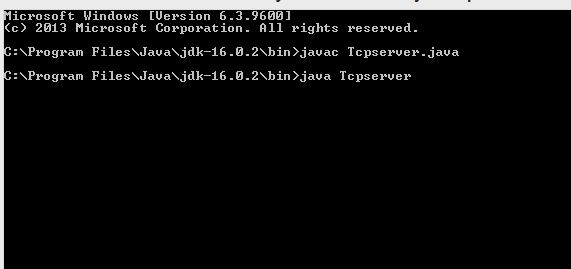 Microsoft Windows [Version 6.3.9600]
(c) 2013 Microsoft Corporation. All rights reserved.
C:\Program Files\Java\jdk-16.0.2\bin>javac Tcpserver.java
C:\Program Files\Java\jdk-16.0.2\bin>java Tcpserver